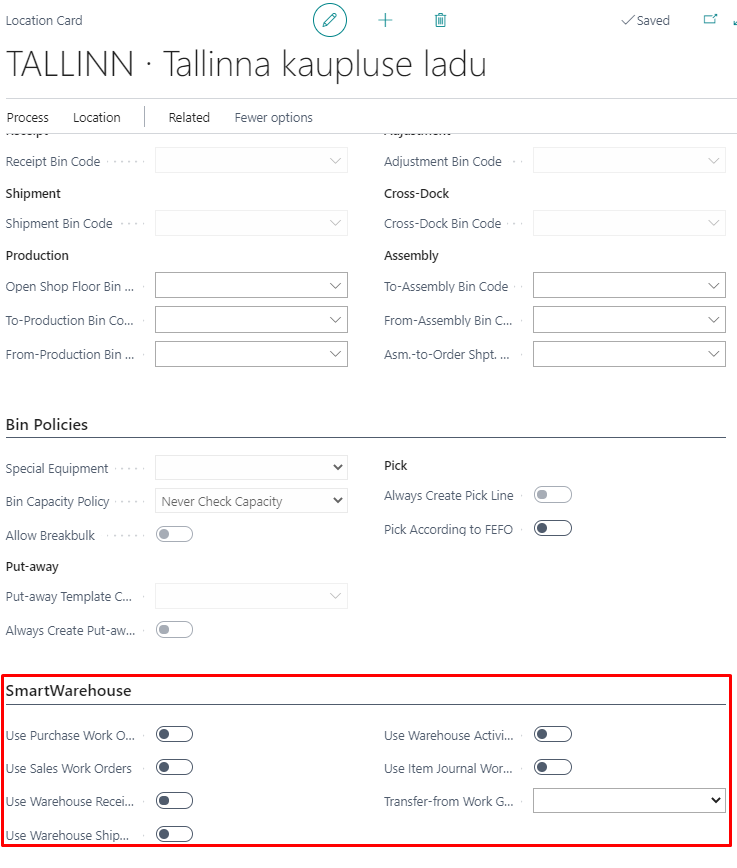 Location Card
Saved
TALLINN · Tallinna kaupluse ladu
Process Location Related Fewer options
Receipt Adjustment
Receipt Bin Code Adjustment Bin Code
Shipment Cross-Dock
Shipment Bin Code Cross-Dock Bin Code
Production Assembly
Open Shop Floor Bin ... To-Assembly Bin Code
To-Production Bin Co... From-Assembly Bin C...
From-Production Bin ... Asm.-to-Order Shpt. ...
Bin Policies
Special Equipment Pick
Bin Capacity Policy Never Check Capacity Always Create Pick Line
Allow Breakbulk Pick According to FEFO
Put-away
Put-away Template C...
Always Create Put-aw...
SmartWarehouse
Use Purchase Work O... Use Warehouse Activi...
Use Sales Work Orders Use Item Journal Wor...
Use Warehouse Recei... Transfer-from Work G...
Use Warehouse Ship...